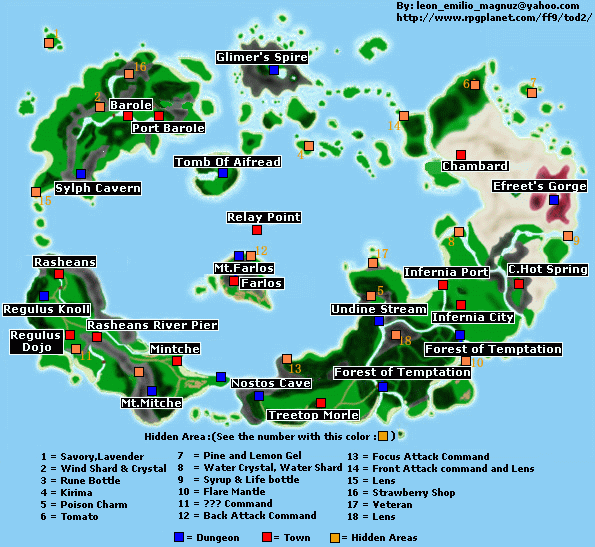 By: leon_emilio_magnuz@yahoo.com
http://www.rpgplanet.com/ff9/tod2/
1
Glimer's Spire
16
6
7
2
Barole
Port Barole
14
4
Tomb Of Aifread
Chambard
Sylph Cavern
Efreet's Gorge
15
Relay Point
8
9
Rasheans
Mt.Farlos
12
17
Infernia Port
C.Hot Spring
Farlos
Regulus Knoll
5
Undine Stream
Infernia City
Rasheans River Pier
Regulus
Dojo
8
11
Mintche
Forest of Temptation
13
10
Forest of Temptation
Nostos Cave
Mt.Mitche
Treetop Morle
Hidden Area :(See the number with this color : )
1 = Savory,Lavender
2 = Wind Shard & Crystal
3 = Rune Bottle
4 = Kirima
5 = Poison Charm
6 = Tomato
7 = Pine and Lemon Gel
8 = Water Crystal, Water Shard
9 = Syrup & Life bottle
10 = Flare Mantle
11 = ??? Command
12 = Back Attack Command
13 = Focus Attack Command
14 = Front Attack command and Lens
15 = Lens
16 = Strawberry Shop
17 = Veteran
18 = Lens
= Dungeon
= Town
= Hidden Areas